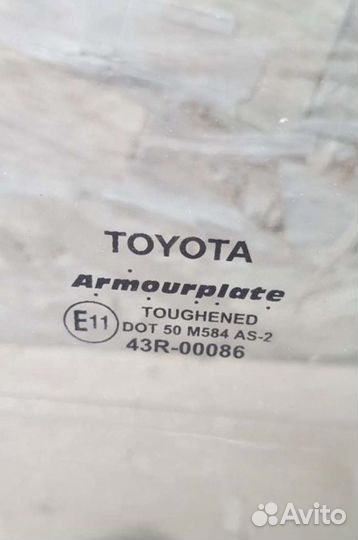 TOYOTA
Armourplate
E11
TOUGHENED
DOT 50 M584 AS-2
43R-00086
Avito